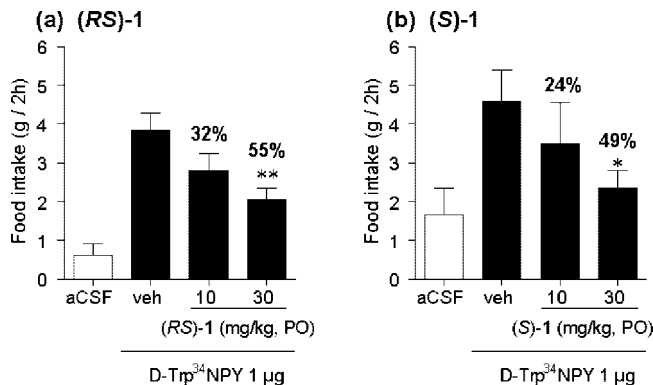 (a) (RS)-1
Food intake (g / 2h)
6
5
4
3
2
1
0
32%
55%
**
aCSF veh 10 30
(RS)-1 (mg/kg, PO)
D-Trp³⁴NPY 1 µg
(b) (S)-1
Food intake (g / 2h)
6
5
4
3
2
1
0
24%
49%
*
aCSF veh 10 30
(S)-1 (mg/kg, PO)
D-Trp³⁴NPY 1 µg